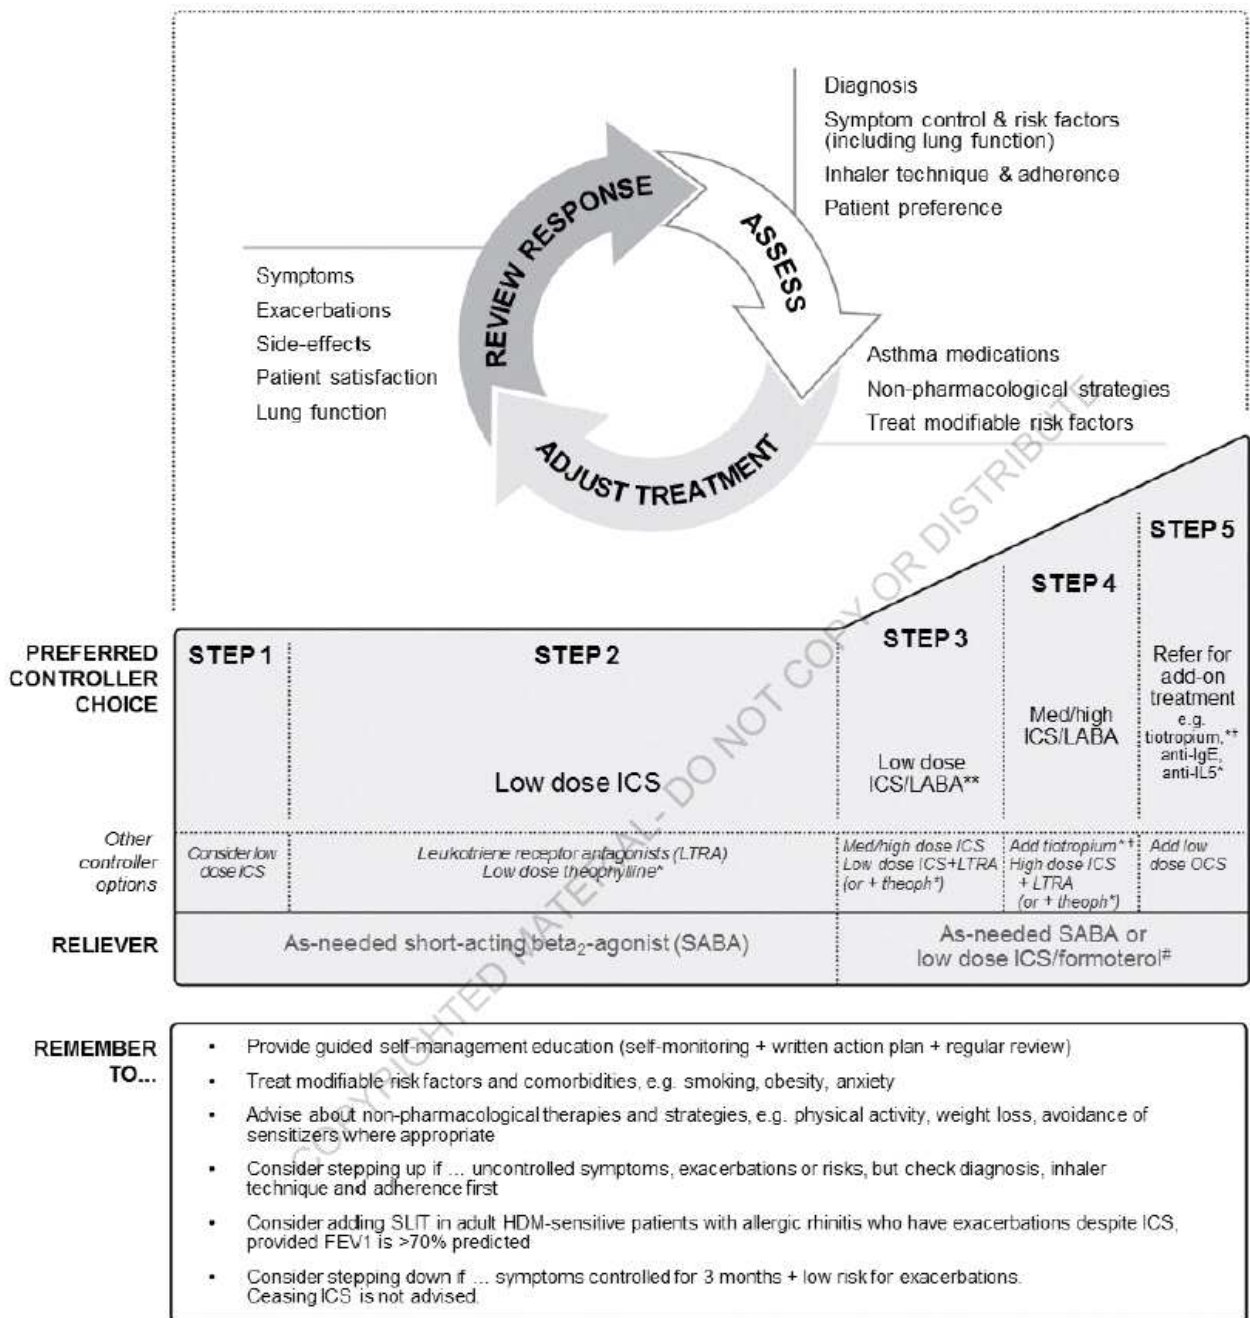 Diagnosis
Symptom control & risk factors
(including lung function)
Inhaler technique & adherence
Patient preference
REVIEW RESPONSE
ASSESS
ADJUST TREATMENT
Symptoms
Exacerbations
Side-effects
Patient satisfaction
Lung function
Asthma medications
Non-pharmacological strategies
Treat modifiable risk factors
COPYRIGHTED MATERIAL- DO NOT COPY OR DISTRIBUTE
PREFERRED
CONTROLLER
CHOICE
STEP 1
STEP 2
Low dose ICS
STEP 3
Low dose
ICS/LABA**
STEP 4
Med/high
ICS/LABA
STEP 5
Refer for
add-on
treatment
e.g.
tiotropium,*†
anti-IgE,
anti-IL5*
Other
controller
options
Consider low
dose ICS
Leukotriene receptor antagonists (LTRA)
Low dose theophylline*
Med/high dose ICS
Low dose ICS+LTRA
(or + theoph*)
Add tiotropium*†
High dose ICS
+ LTRA
(or + theoph*)
Add low
dose OCS
RELIEVER
As-needed short-acting beta₂-agonist (SABA)
As-needed SABA or
low dose ICS/formoterol#
REMEMBER
TO...
• Provide guided self-management education (self-monitoring + written action plan + regular review)
• Treat modifiable risk factors and comorbidities, e.g. smoking, obesity, anxiety
• Advise about non-pharmacological therapies and strategies, e.g. physical activity, weight loss, avoidance of
sensitizers where appropriate
• Consider stepping up if ... uncontrolled symptoms, exacerbations or risks, but check diagnosis, inhaler
technique and adherence first
• Consider adding SLIT in adult HDM-sensitive patients with allergic rhinitis who have exacerbations despite ICS,
provided FEV1 is >70% predicted
• Consider stepping down if ... symptoms controlled for 3 months + low risk for exacerbations.
Ceasing ICS is not advised.